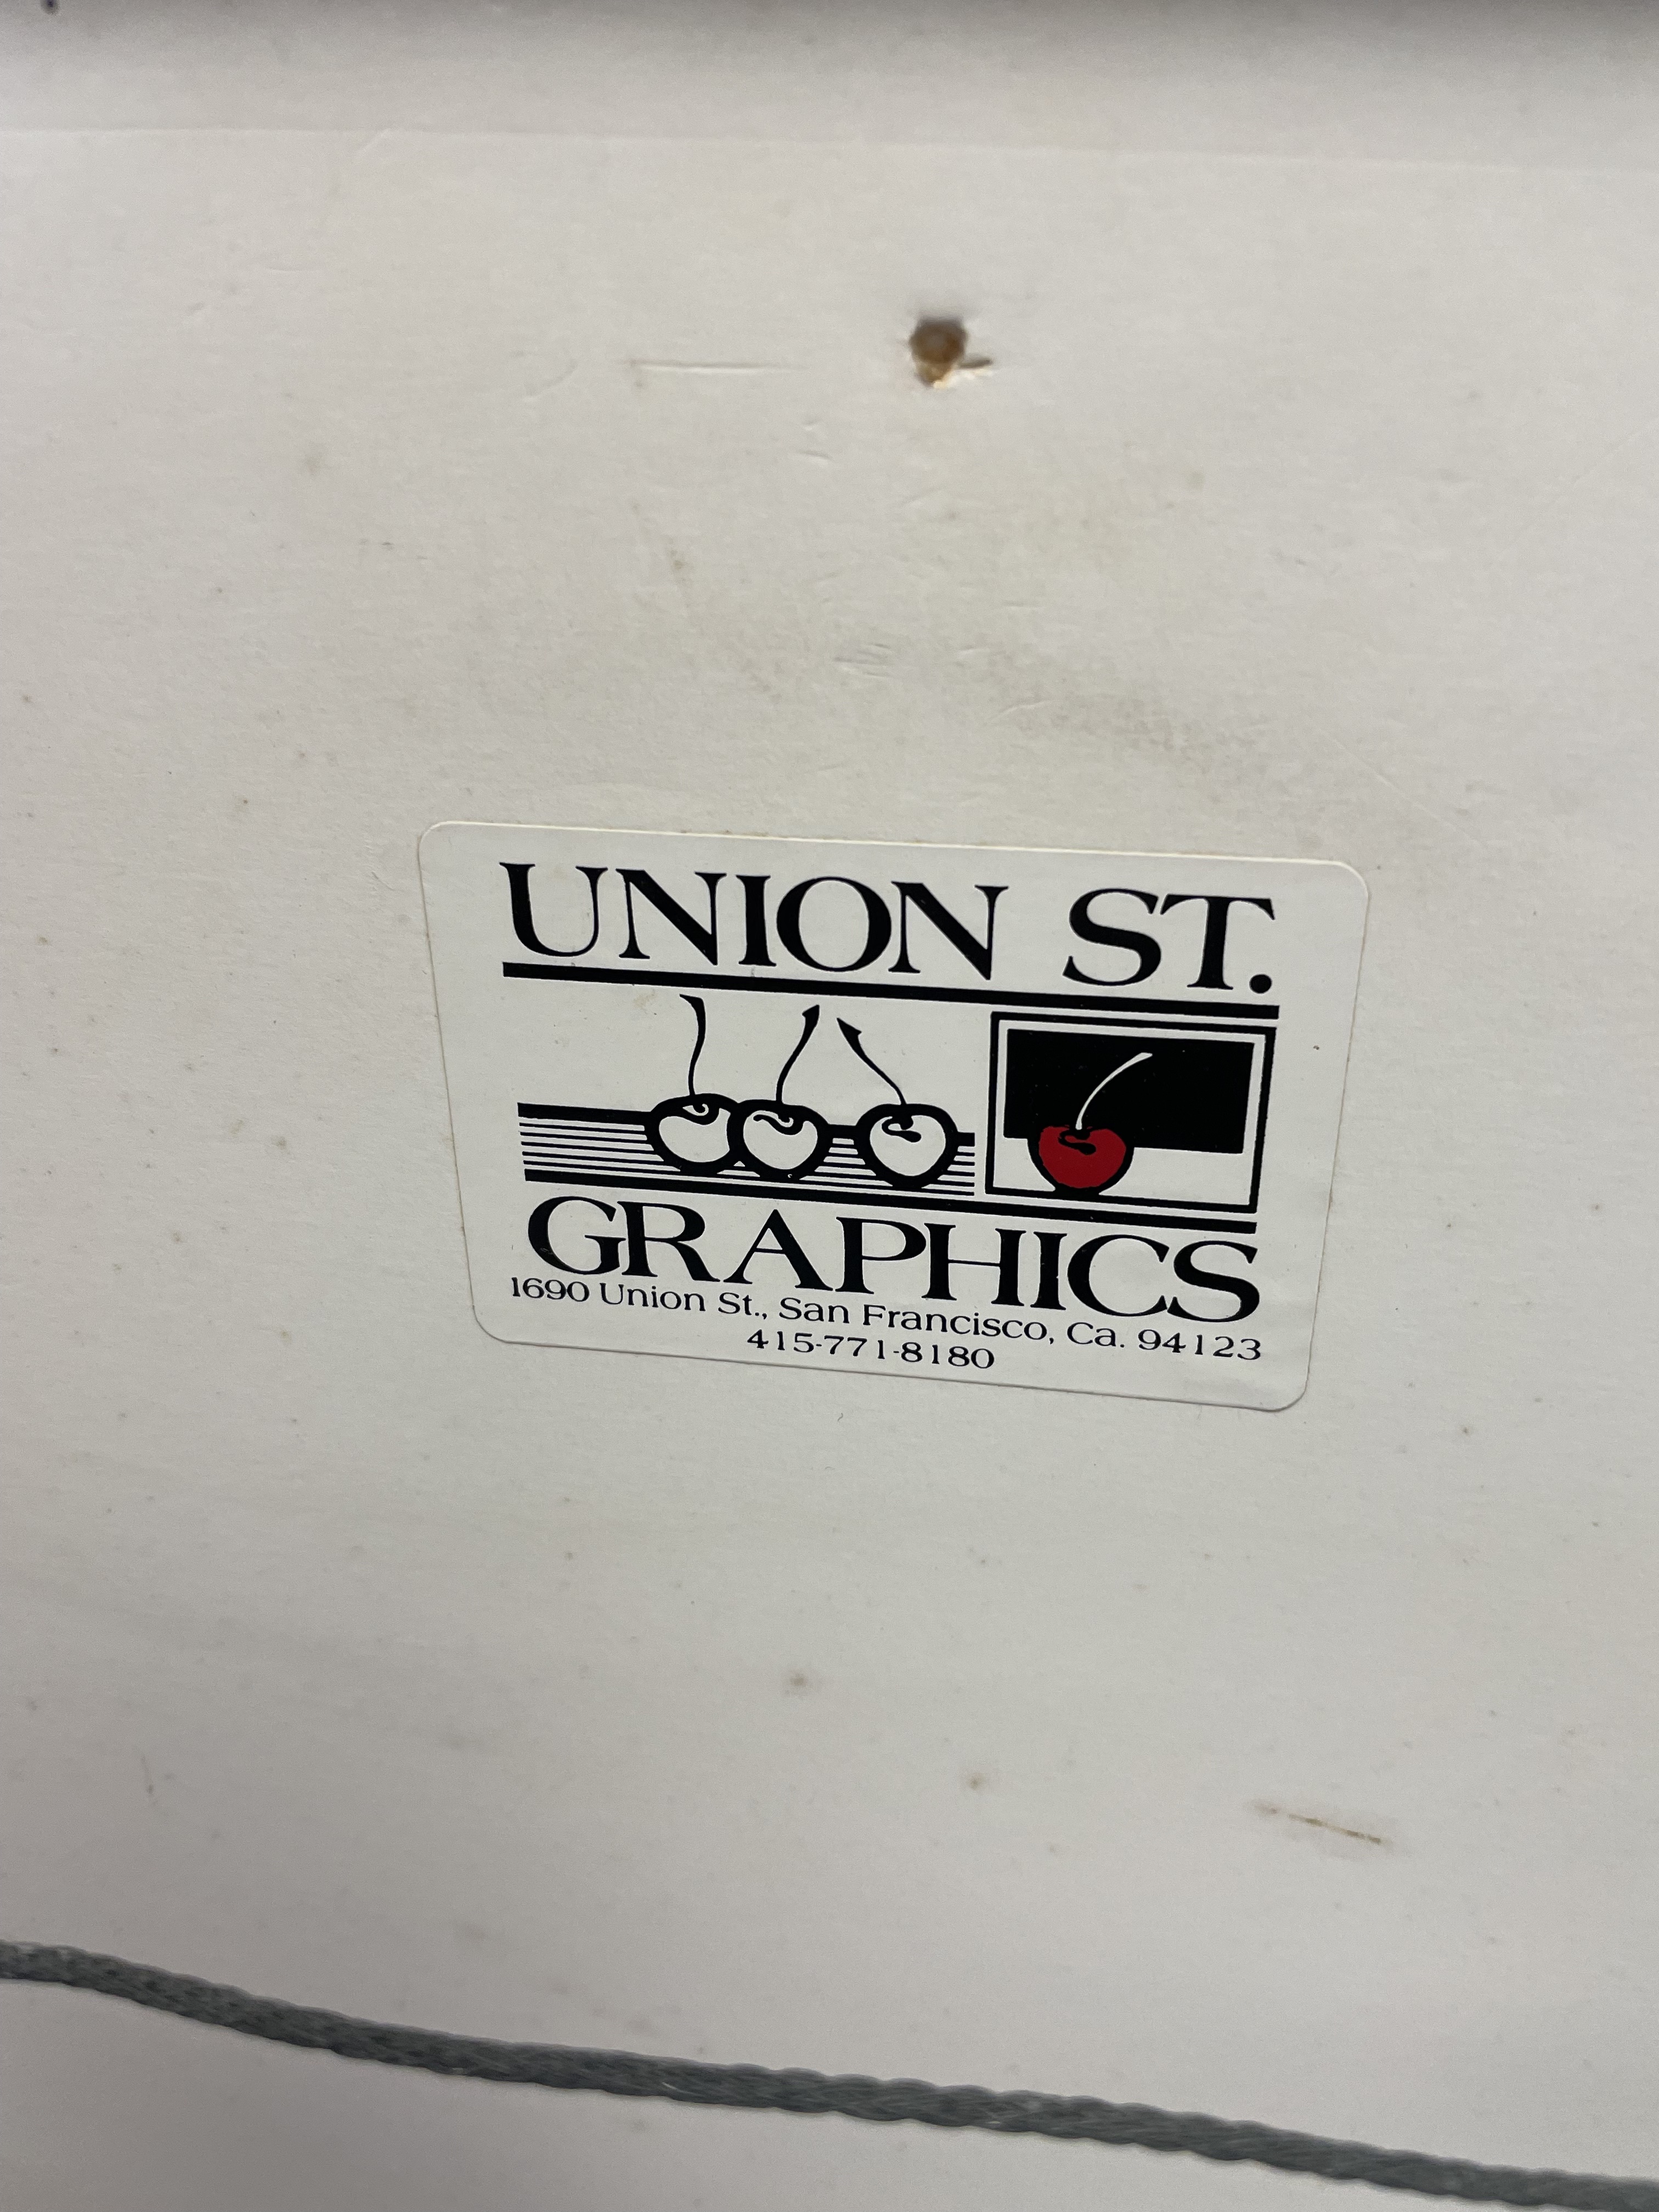 UNION ST.
GRAPHICS
1690 Union St., San Francisco, Ca. 94123
415-771-8180